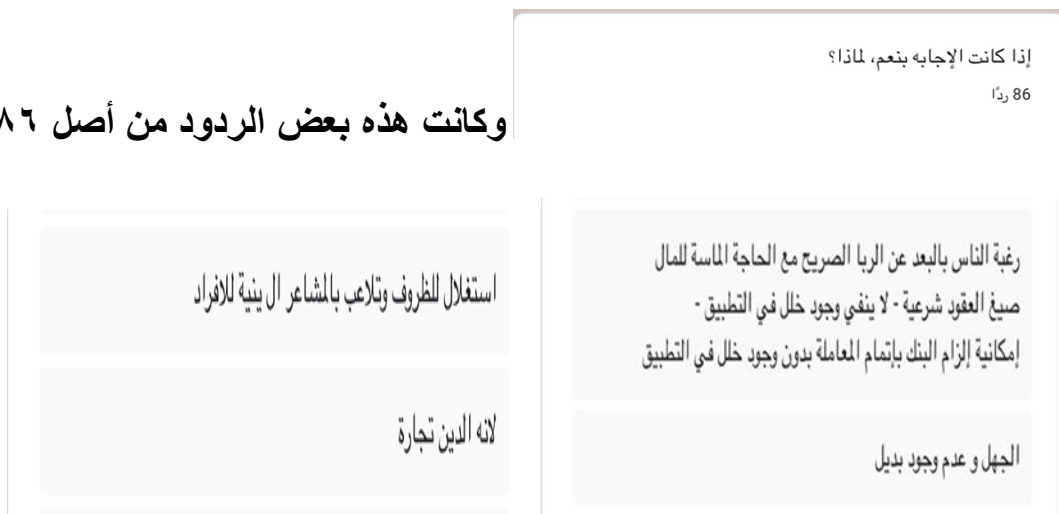 إذا كانت الإجابه بنعم، لماذا؟
86 ردًا
وكانت هذه بعض الردود من أصل ٨٦
رغبة الناس بالبعد عن الربا الصريح مع الحاجة الماسة للمال
صيغ العقود شرعية - لا ينفي وجود خلل في التطبيق -
إمكانية إلزام البنك بإتمام المعاملة بدون وجود خلل في التطبيق
الجهل و عدم وجود بديل
استغلال للظروف وتلاعب بالمشاعر ال ينية للافراد
لانه الدين تجارة